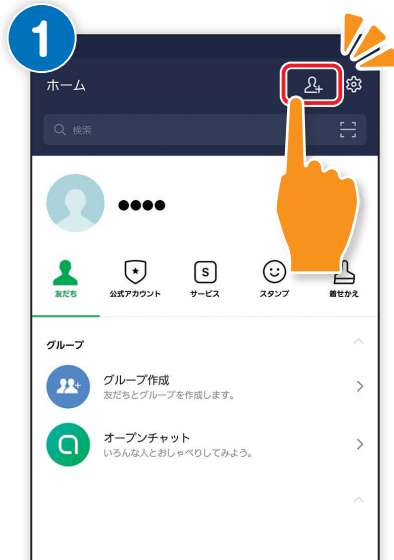 1
ホーム
検索
●●●●
友だち 公式アカウント サービス スタンプ 着せかえ
グループ
グループ作成
友だちとグループを作成します。
オープンチャット
いろんな人とおしゃべりしてみよう。